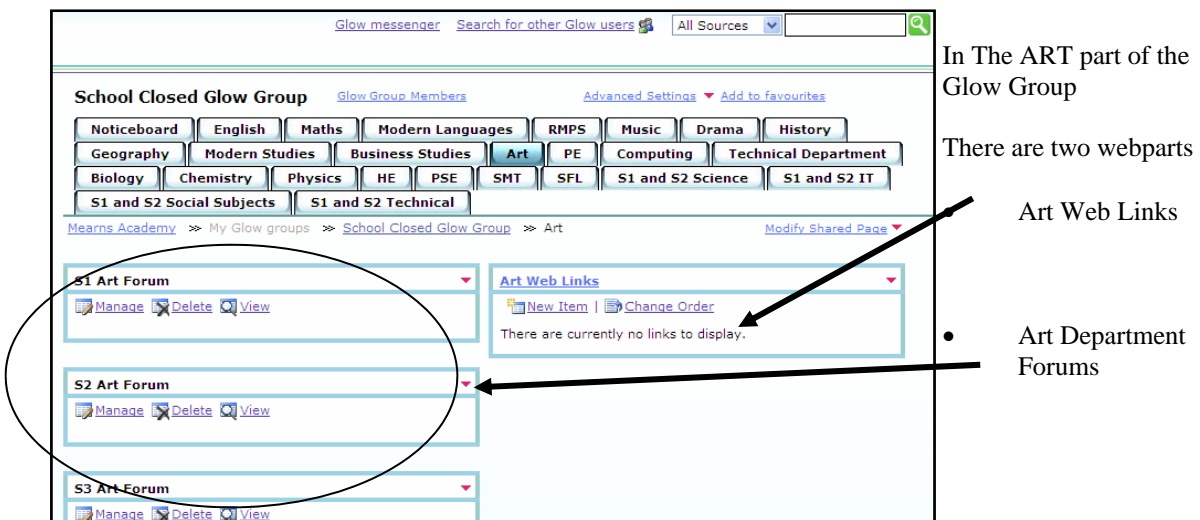 Glow messenger Search for other Glow users All Sources
School Closed Glow Group Glow Group Members Advanced Settings Add to favourites
Noticeboard English Maths Modern Languages RMPS Music Drama History
Geography Modern Studies Business Studies Art PE Computing Technical Department
Biology Chemistry Physics HE PSE SMT SFL S1 and S2 Science S1 and S2 IT
S1 and S2 Social Subjects S1 and S2 Technical
Mearns Academy >> My Glow groups >> School Closed Glow Group >> Art Modify Shared Page
S1 Art Forum
Manage Delete View
Art Web Links
New Item | Change Order
There are currently no links to display.
S2 Art Forum
Manage Delete View
S3 Art Forum
Manage Delete View
In The ART part of the
Glow Group
There are two webparts
• Art Web Links
• Art Department
Forums